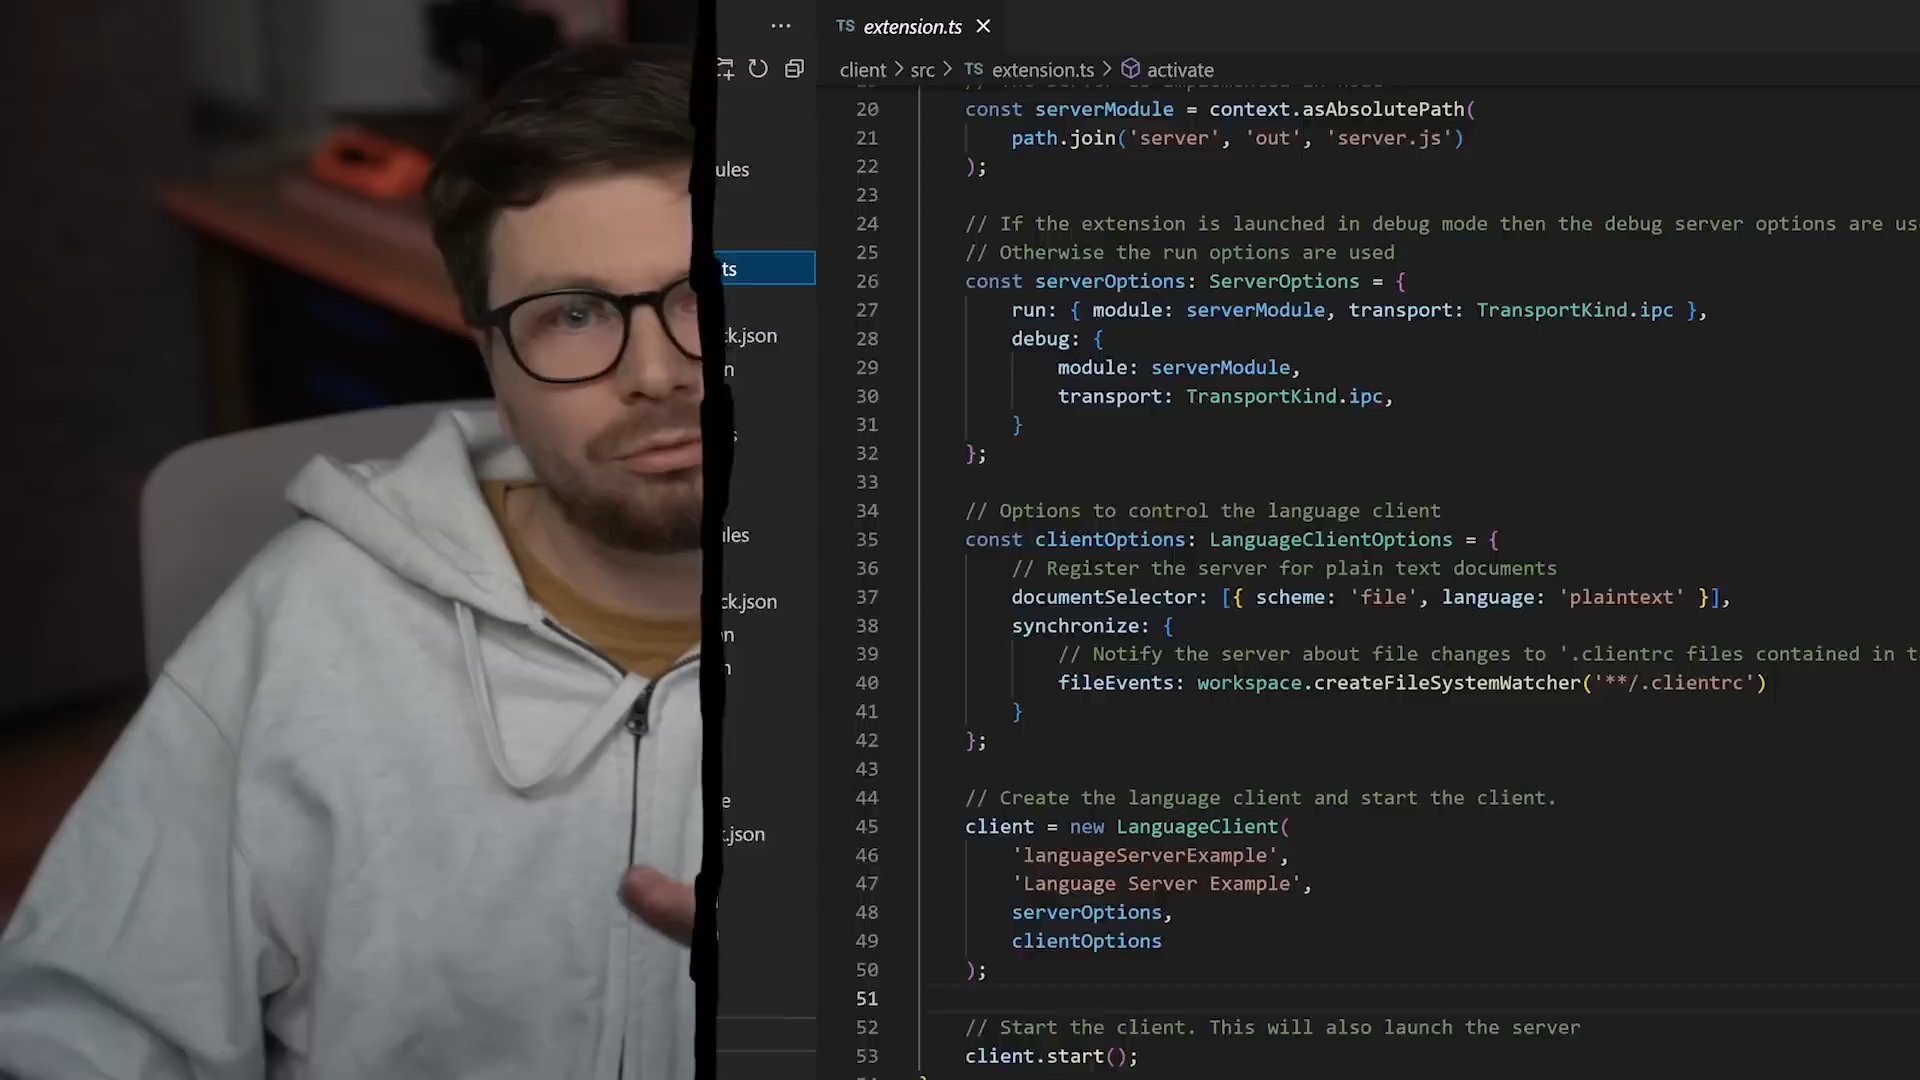 TS extension.ts
client > src > TS extension.ts > activate
ules
ts
ck.json
n
s
ules
ck.json
n
n
e
.json
20 const serverModule = context.asAbsolutePath(
21 path.join('server', 'out', 'server.js')
22 );
23
24 // If the extension is launched in debug mode then the debug server options are us
25 // Otherwise the run options are used
26 const serverOptions: ServerOptions = {
27 run: { module: serverModule, transport: TransportKind.ipc },
28 debug: {
29 module: serverModule,
30 transport: TransportKind.ipc,
31 }
32 };
33
34 // Options to control the language client
35 const clientOptions: LanguageClientOptions = {
36 // Register the server for plain text documents
37 documentSelector: [{ scheme: 'file', language: 'plaintext' }],
38 synchronize: {
39 // Notify the server about file changes to '.clientrc files contained in t
40 fileEvents: workspace.createFileSystemWatcher('**/.clientrc')
41 }
42 };
43
44 // Create the language client and start the client.
45 client = new LanguageClient(
46 'languageServerExample',
47 'Language Server Example',
48 serverOptions,
49 clientOptions
50 );
51
52 // Start the client. This will also launch the server
53 client.start();